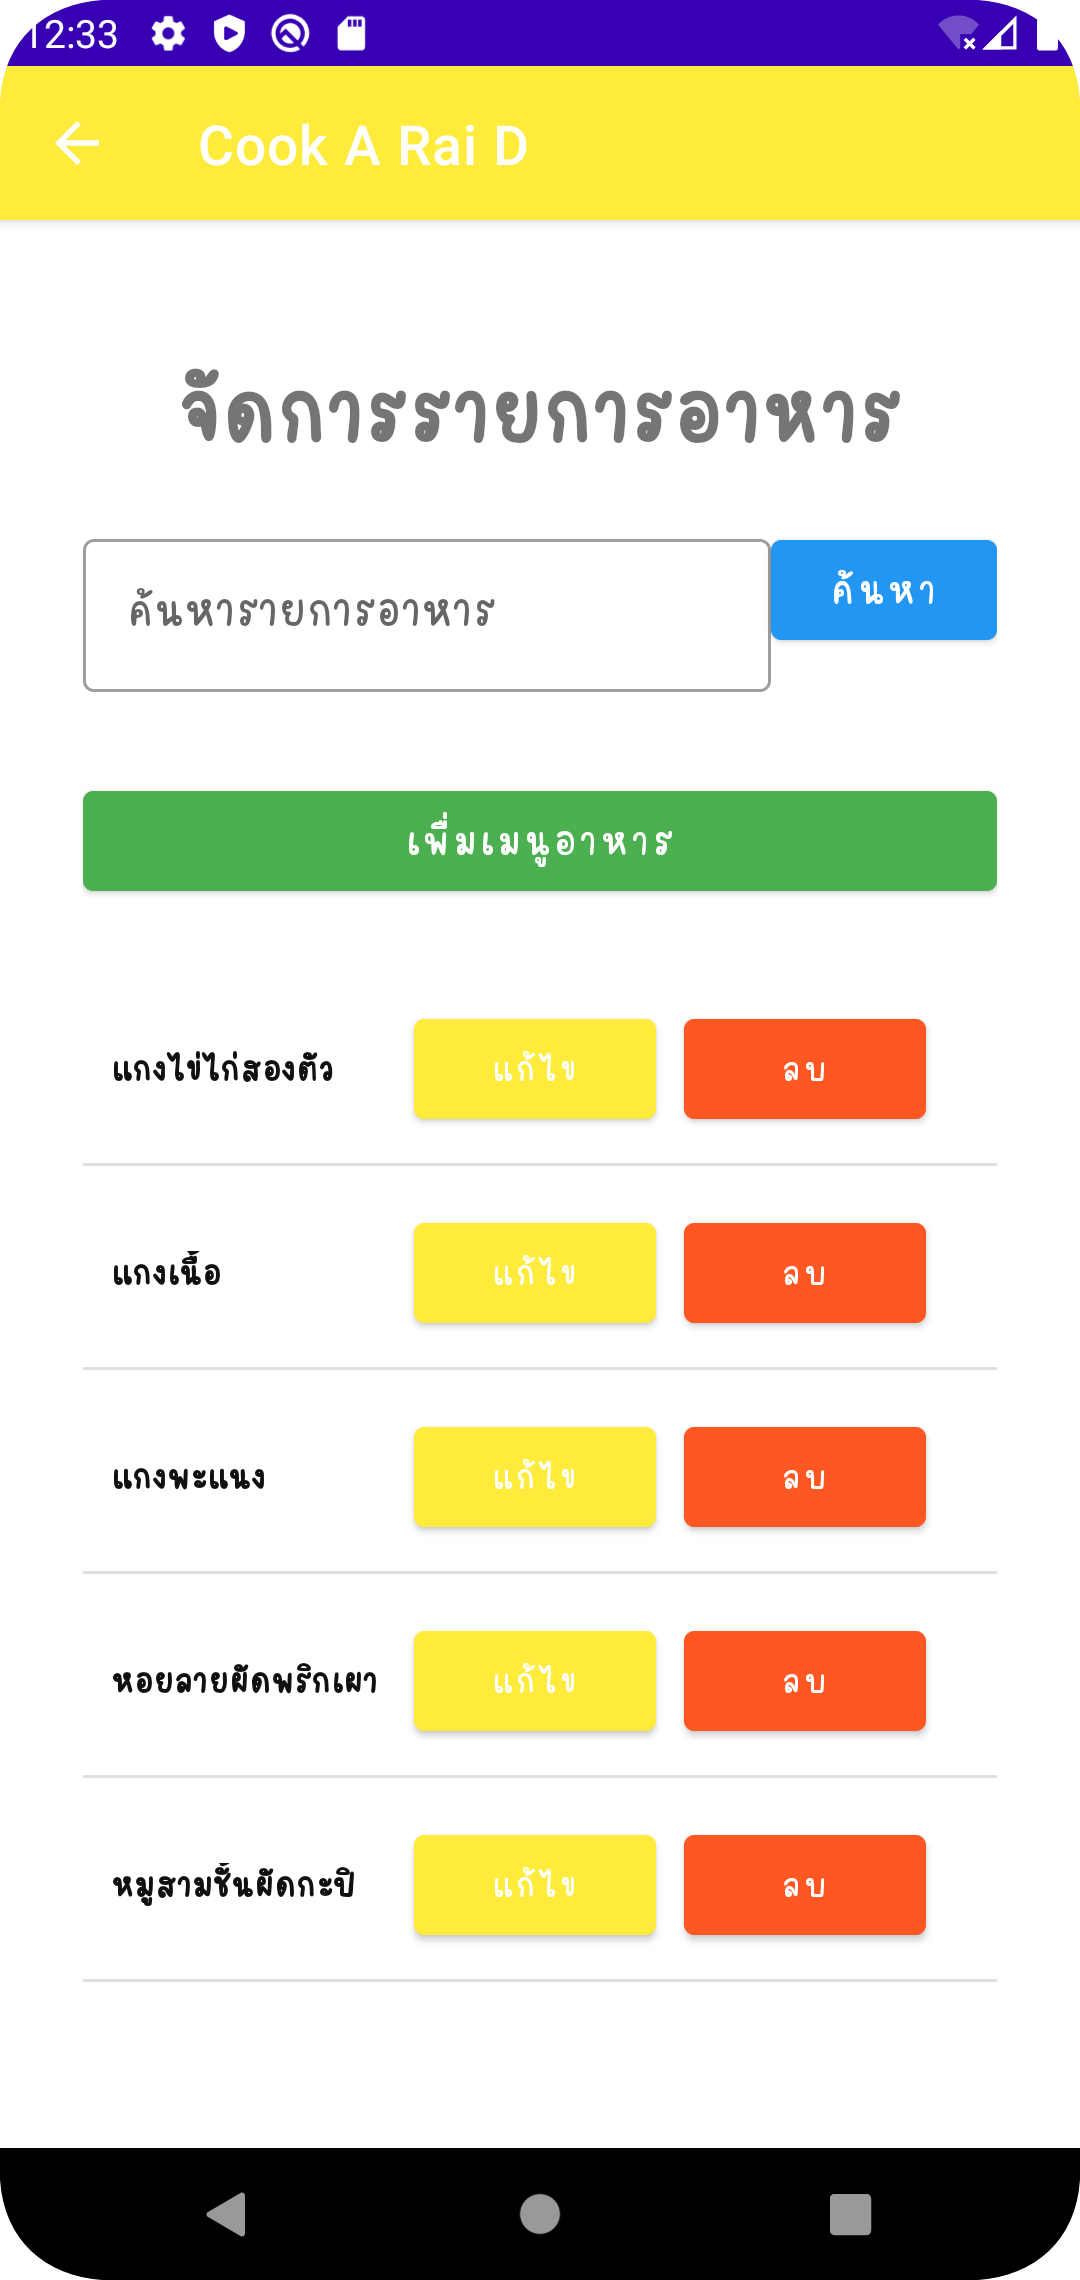 12:33
Cook A Rai D
จัดการรายการอาหาร
ค้นหารายการอาหาร
ค้นหา
เพิ่มเมนูอาหาร
แกงไข่ไก่สองตัว แก้ไข ลบ
แกงเนื้อ แก้ไข ลบ
แกงพะแนง แก้ไข ลบ
หอยลายผัดพริกเผา แก้ไข ลบ
หมูสามชั้นผัดกะปิ แก้ไข ลบ